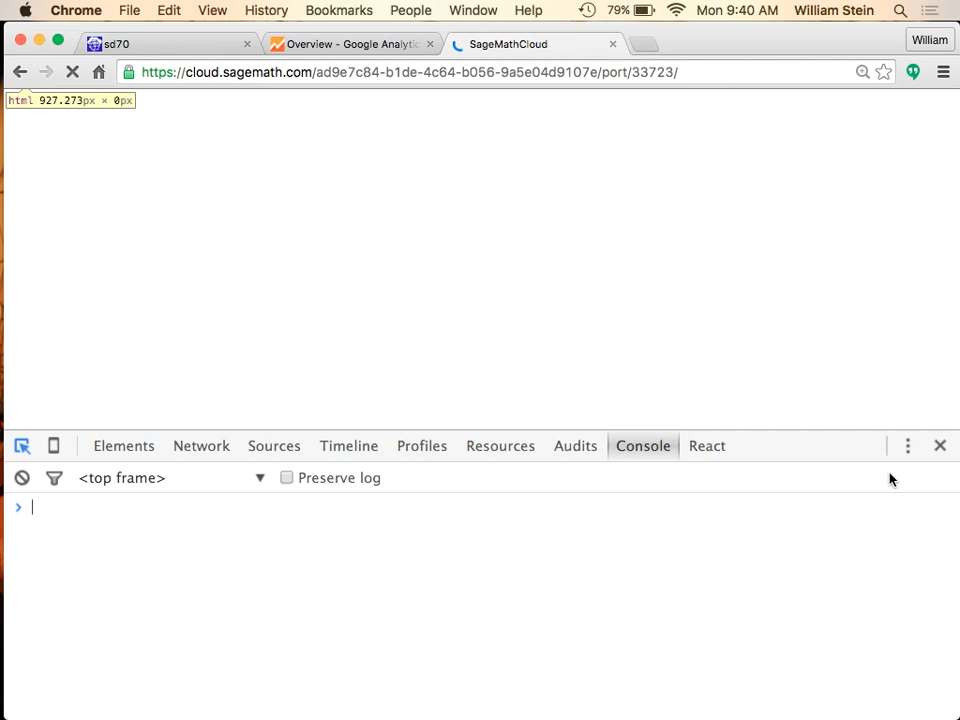 Chrome File Edit View History Bookmarks People Window Help 79% Mon 9:40 AM William Stein
sd70 Overview - Google Analytic SageMathCloud William
https://cloud.sagemath.com/ad9e7c84-b1de-4c64-b056-9a5e04d9107e/port/33723/
html 927.273px × 0px
Elements Network Sources Timeline Profiles Resources Audits Console React
<top frame> Preserve log